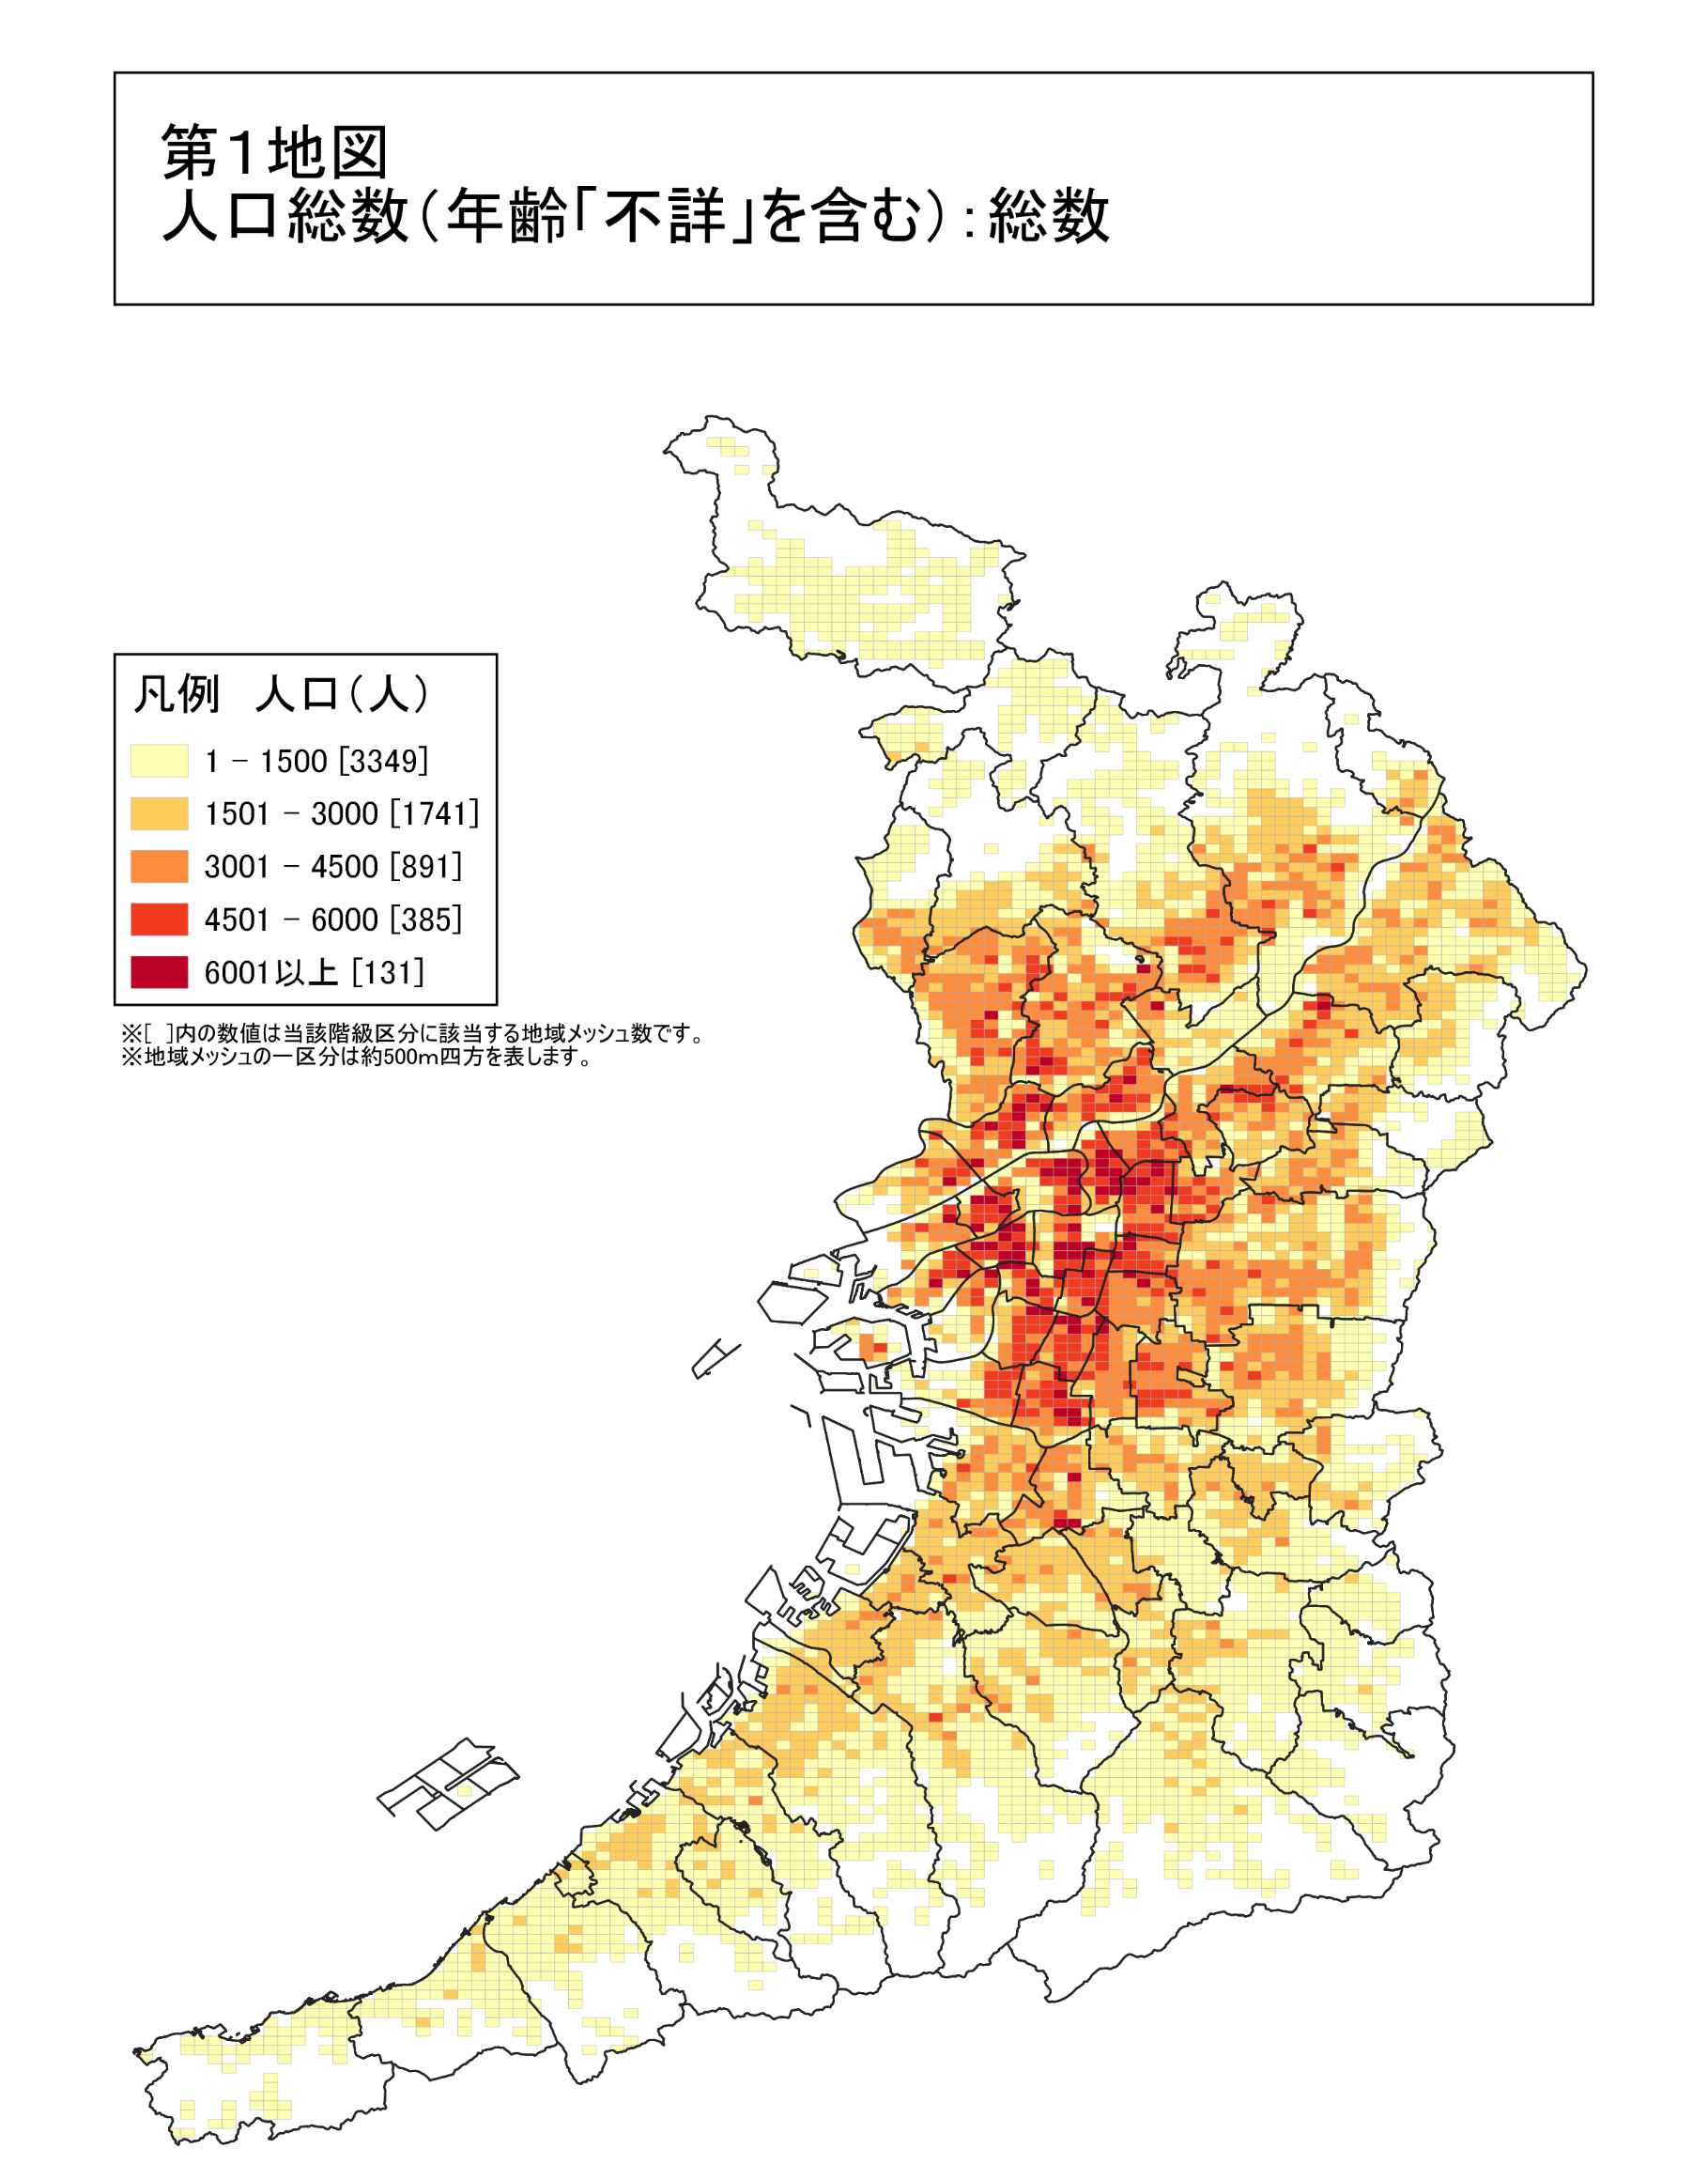 第1地図
人口総数(年齢「不詳」を含む):総数
凡例　人口(人)
1 - 1500 [3349]
1501 - 3000 [1741]
3001 - 4500 [891]
4501 - 6000 [385]
6001以上 [131]
※[ ]内の数値は当該階級区分に該当する地域メッシュ数です。
※地域メッシュの一区分は約500m四方を表します。